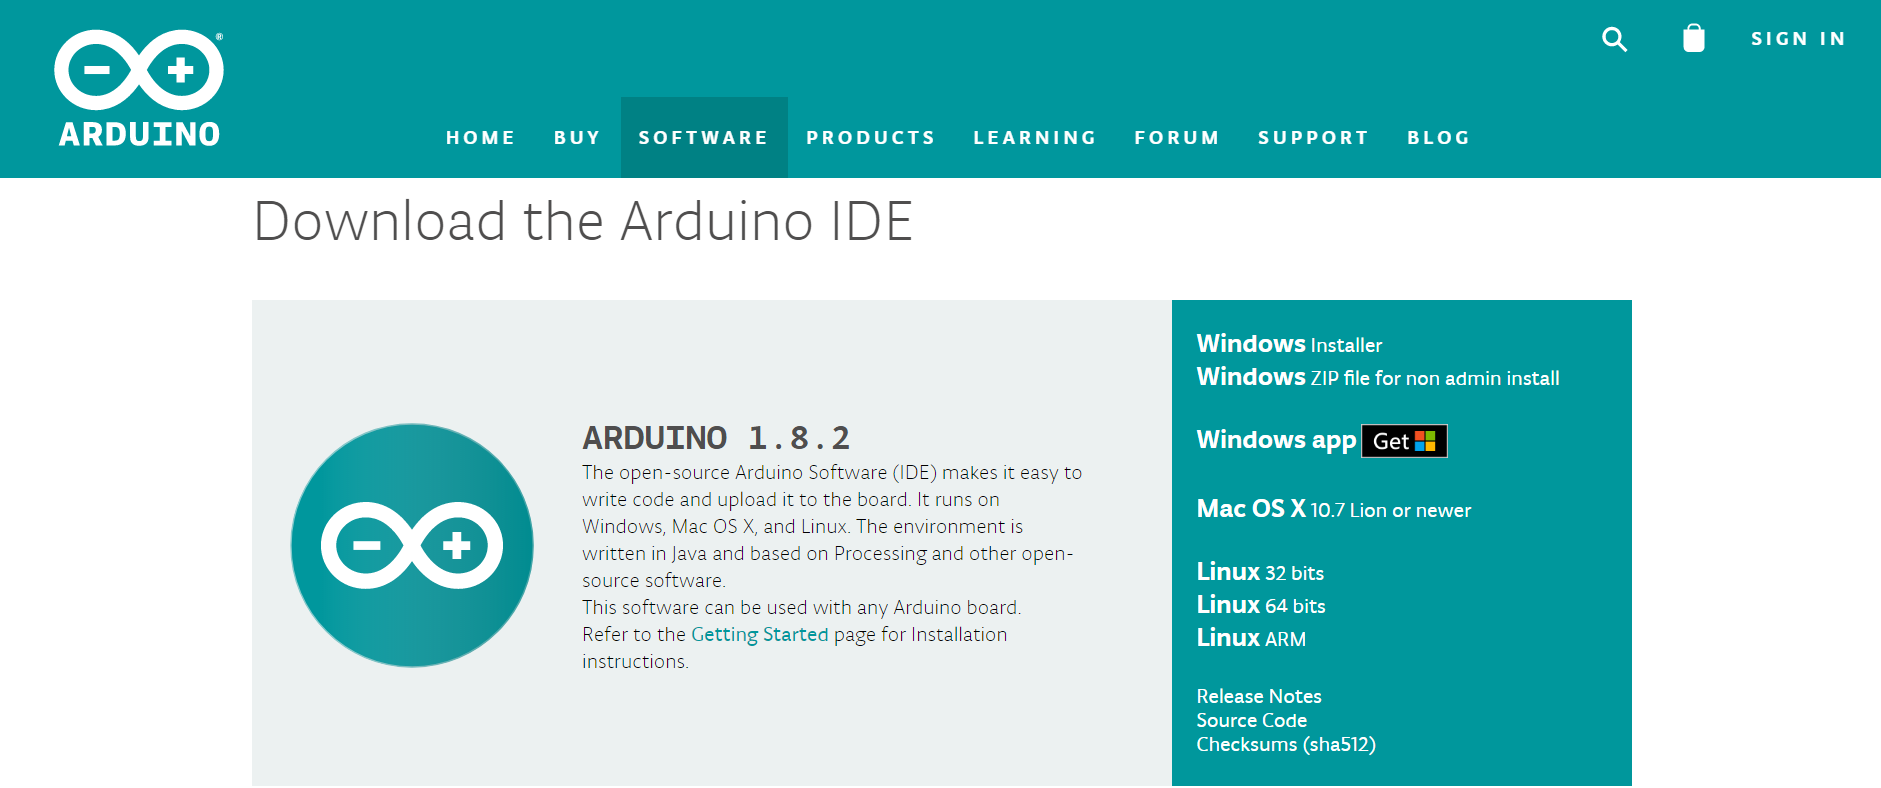 ARDUINO
SIGN IN
HOME BUY SOFTWARE PRODUCTS LEARNING FORUM SUPPORT BLOG
Download the Arduino IDE
ARDUINO 1.8.2
The open-source Arduino Software (IDE) makes it easy to
write code and upload it to the board. It runs on
Windows, Mac OS X, and Linux. The environment is
written in Java and based on Processing and other open-
source software.
This software can be used with any Arduino board.
Refer to the Getting Started page for Installation
instructions.
Windows Installer
Windows ZIP file for non admin install
Windows app Get
Mac OS X 10.7 Lion or newer
Linux 32 bits
Linux 64 bits
Linux ARM
Release Notes
Source Code
Checksums (sha512)